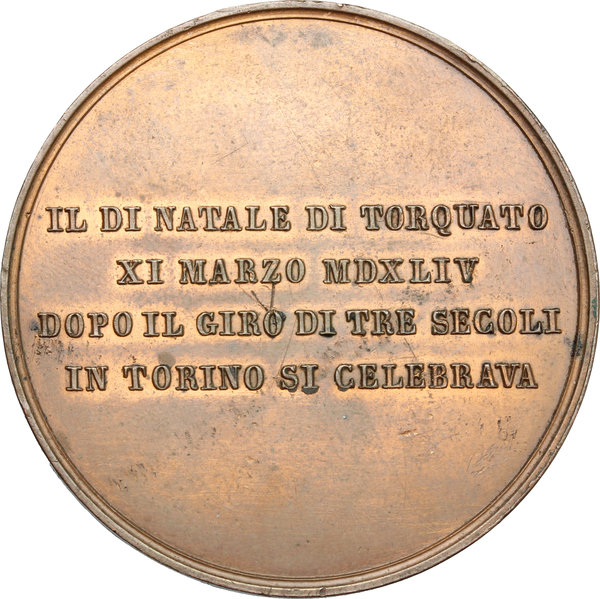 IL DI NATALE DI TORQUATO
XI MARZO MDXLIV
DOPO IL GIRO DI TRE SECOLI
IN TORINO SI CELEBRAVA